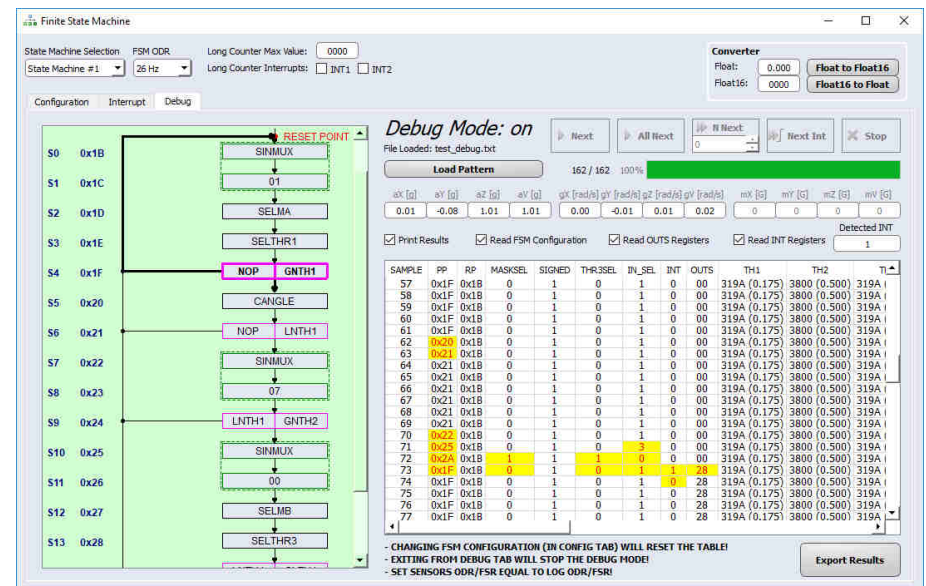 Finite State Machine
State Machine Selection FSM ODR Long Counter Max Value: 0000
State Machine #1 26 Hz Long Counter Interrupts: INT1 INT2
Converter
Float: 0.000 Float to Float16
Float16: 0000 Float16 to Float
Configuration Interrupt Debug
RESET POINT
S0 0x1B SINMUX
S1 0x1C 01
S2 0x1D SELMA
S3 0x1E SELTHR1
S4 0x1F NOP GNTH1
S5 0x20 CANGLE
S6 0x21 NOP LNTH1
S7 0x22 SINMUX
S8 0x23 07
S9 0x24 LNTH1 GNTH2
S10 0x25 SINMUX
S11 0x26 00
S12 0x27 SELMB
S13 0x28 SELTHR3
Debug Mode: on
Next All Next N Next 0 Next Int Stop
File Loaded: test_debug.txt
Load Pattern 162 / 162 100%
aX [g] aY [g] aZ [g] aV [g] gX [rad/s] gY [rad/s] gZ [rad/s] gV [rad/s] mX [G] mY [G] mZ [G] mV [G]
0.01 -0.08 1.01 1.01 0.00 -0.01 0.01 0.02 0 0 0 0
Detected INT
Print Results Read FSM Configuration Read OUTS Registers Read INT Registers 1
SAMPLE PP RP MASKSEL SIGNED THR3SEL IN_SEL INT OUTS TH1 TH2
57 0x1F 0x1B 0 1 0 1 0 00 319A (0.175) 3800 (0.500) 319A (
58 0x1F 0x1B 0 1 0 1 0 00 319A (0.175) 3800 (0.500) 319A (
59 0x1F 0x1B 0 1 0 1 0 00 319A (0.175) 3800 (0.500) 319A (
60 0x1F 0x1B 0 1 0 1 0 00 319A (0.175) 3800 (0.500) 319A (
61 0x1F 0x1B 0 1 0 1 0 00 319A (0.175) 3800 (0.500) 319A (
62 0x20 0x1B 0 1 0 1 0 00 319A (0.175) 3800 (0.500) 319A (
63 0x21 0x1B 0 1 0 1 0 00 319A (0.175) 3800 (0.500) 319A (
64 0x21 0x1B 0 1 0 1 0 00 319A (0.175) 3800 (0.500) 319A (
65 0x21 0x1B 0 1 0 1 0 00 319A (0.175) 3800 (0.500) 319A (
66 0x21 0x1B 0 1 0 1 0 00 319A (0.175) 3800 (0.500) 319A (
67 0x21 0x1B 0 1 0 1 0 00 319A (0.175) 3800 (0.500) 319A (
68 0x21 0x1B 0 1 0 1 0 00 319A (0.175) 3800 (0.500) 319A (
69 0x21 0x1B 0 1 0 1 0 00 319A (0.175) 3800 (0.500) 319A (
70 0x22 0x1B 0 1 0 1 0 00 319A (0.175) 3800 (0.500) 319A (
71 0x25 0x1B 0 1 0 3 0 00 319A (0.175) 3800 (0.500) 319A (
72 0x2A 0x1B 1 1 1 0 0 00 319A (0.175) 3800 (0.500) 319A (
73 0x1F 0x1B 0 1 0 1 1 28 319A (0.175) 3800 (0.500) 319A (
74 0x1F 0x1B 0 1 0 1 0 28 319A (0.175) 3800 (0.500) 319A (
75 0x1F 0x1B 0 1 0 1 0 28 319A (0.175) 3800 (0.500) 319A (
76 0x1F 0x1B 0 1 0 1 0 28 319A (0.175) 3800 (0.500) 319A (
77 0x1F 0x1B 0 1 0 1 0 28 319A (0.175) 3800 (0.500) 319A (
- CHANGING FSM CONFIGURATION (IN CONFIG TAB) WILL RESET THE TABLE!
- EXITING FROM DEBUG TAB WILL STOP THE DEBUG MODE!
- SET SENSORS ODR/FSR EQUAL TO LOG ODR/FSR!
Export Results